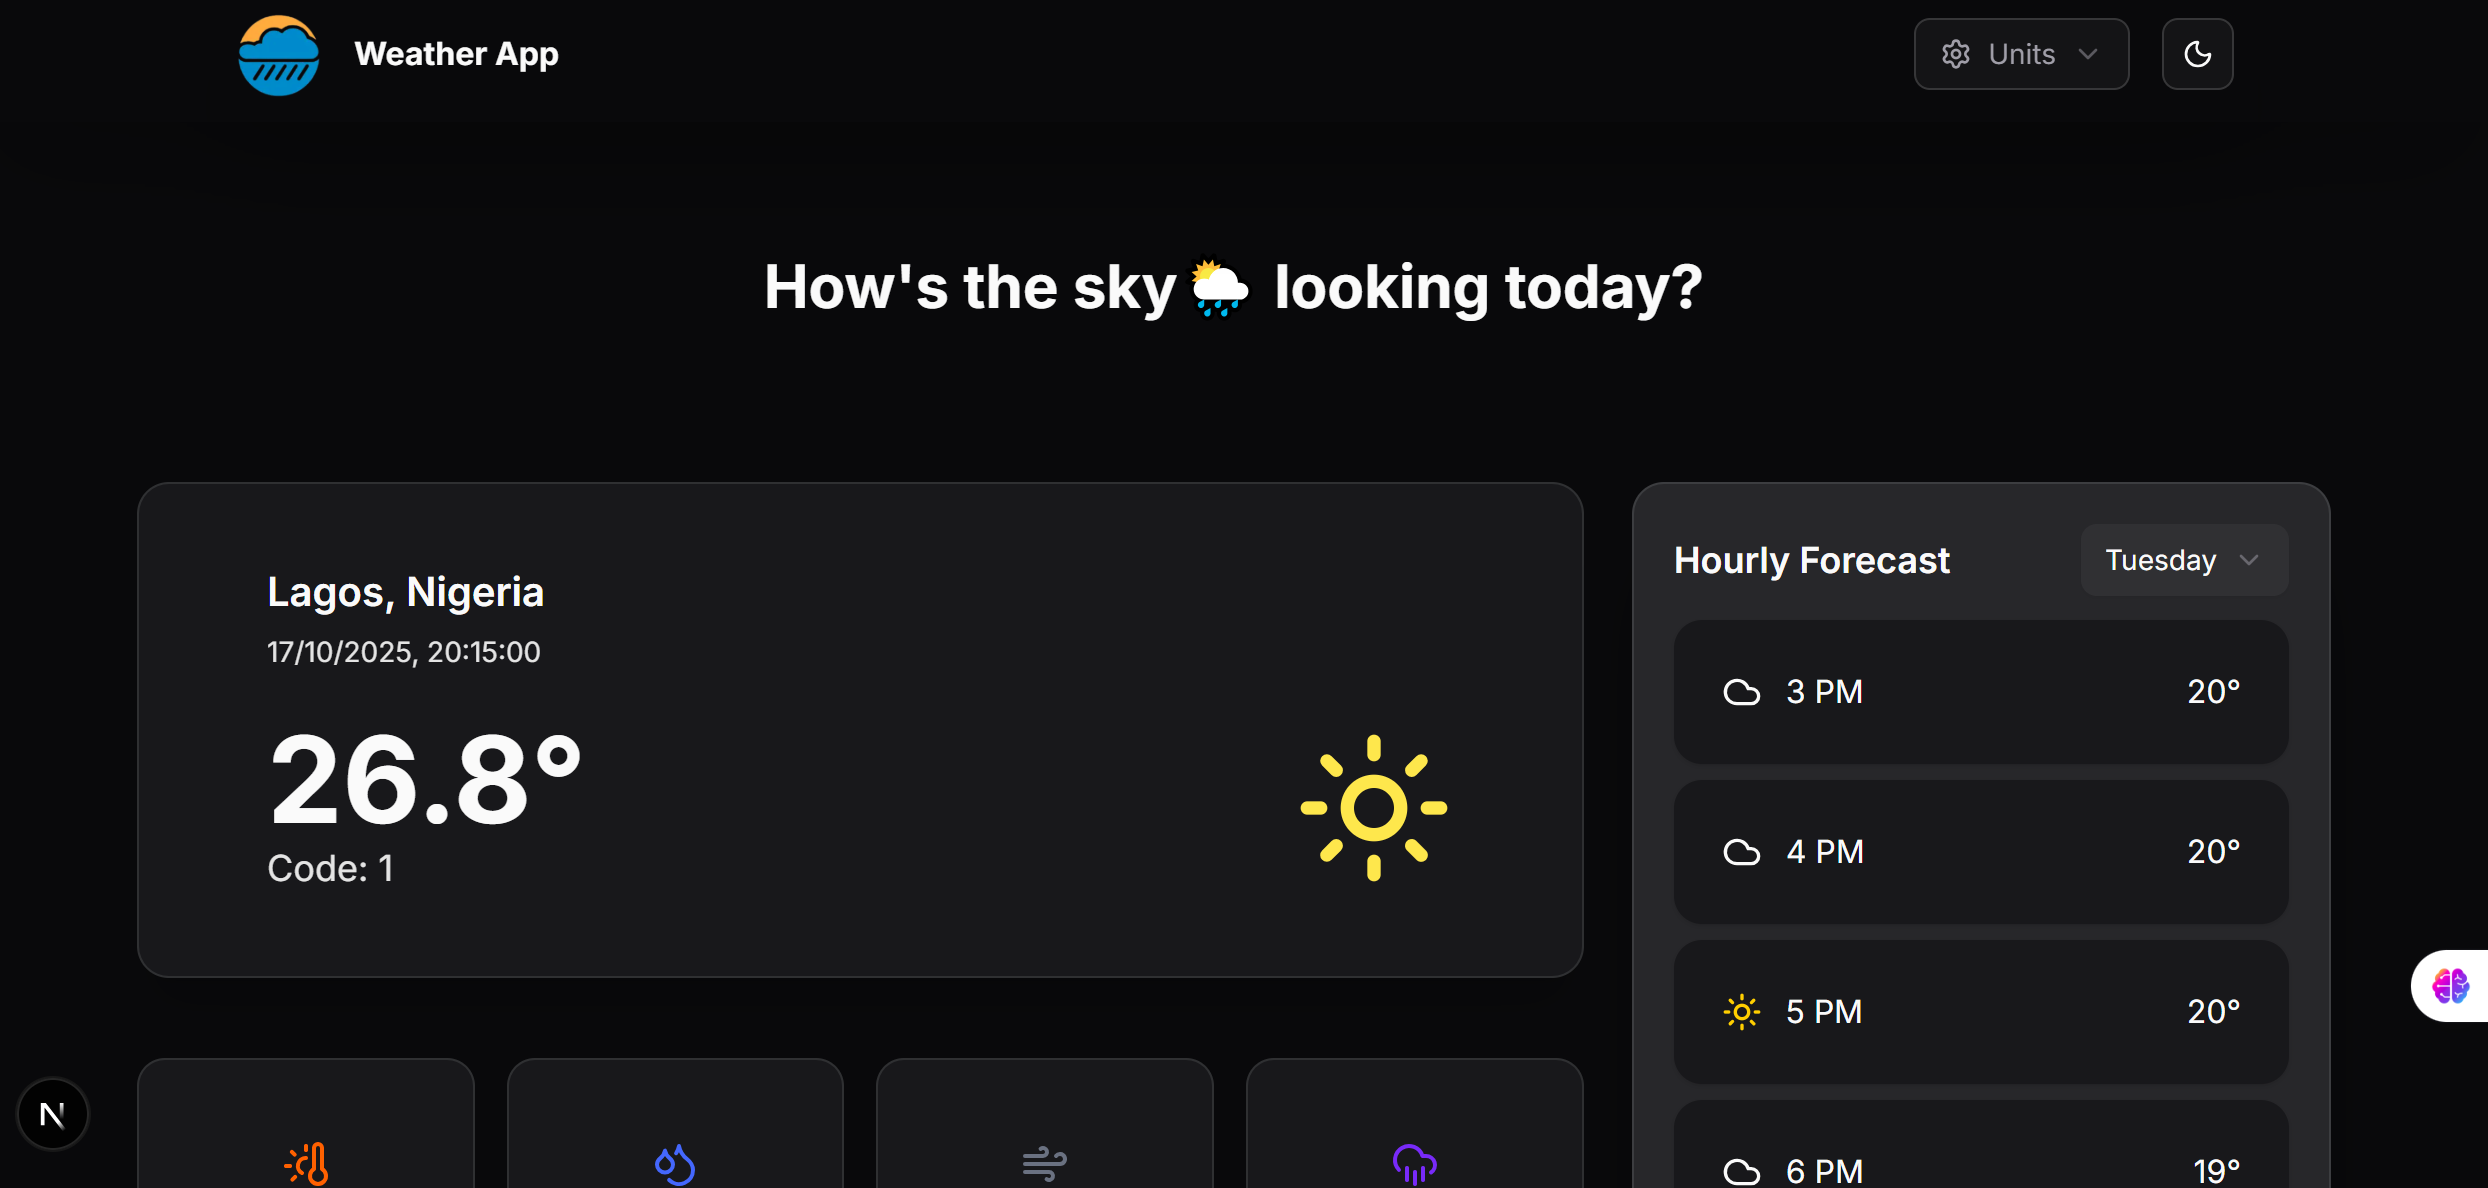 Weather App
Units
How's the sky🌦️ looking today?
Lagos, Nigeria
17/10/2025, 20:15:00
26.8°
Code: 1
Hourly Forecast
Tuesday
3 PM 20°
4 PM 20°
5 PM 20°
6 PM 19°
N